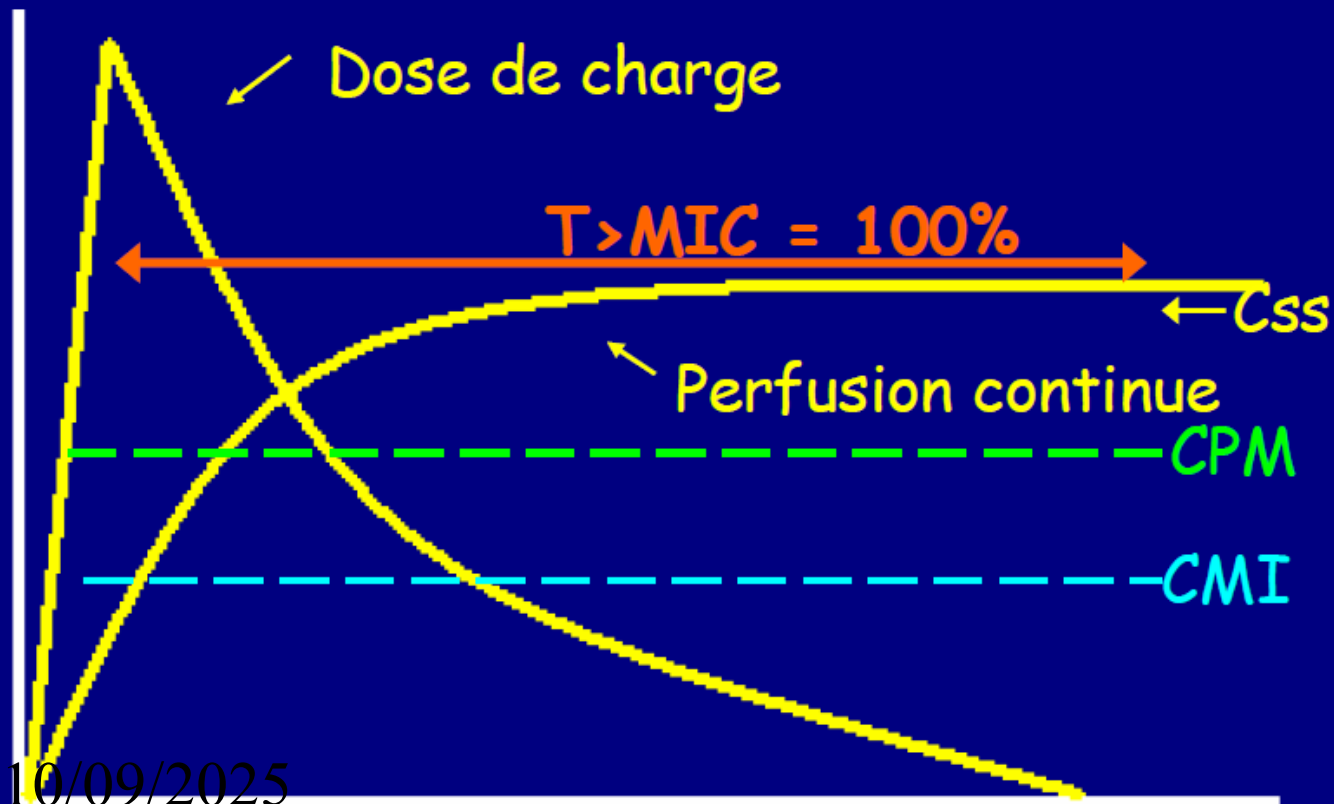 Dose de charge
T>MIC = 100%
Css
Perfusion continue
CPM
CMI
10/09/2025